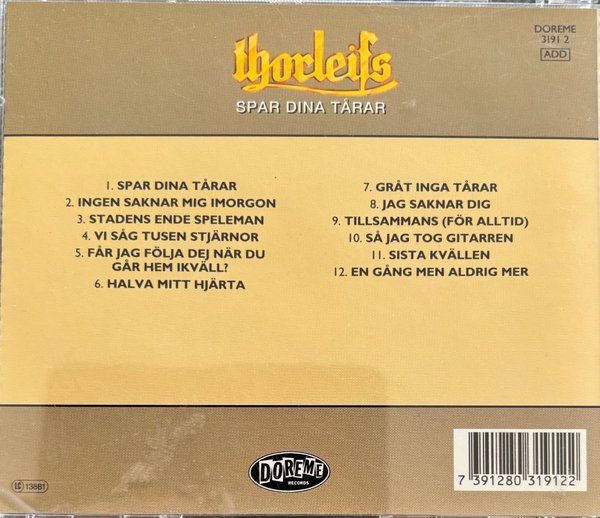 thorleifs
SPAR DINA TÅRAR
DOREME
3191 2
ADD
1. SPAR DINA TÅRAR
2. INGEN SAKNAR MIG IMORGON
3. STADENS ENDE SPELEMAN
4. VI SÅG TUSEN STJÄRNOR
5. FÅR JAG FÖLJA DEJ NÄR DU
GÅR HEM IKVÄLL?
6. HALVA MITT HJÄRTA
7. GRÅT INGA TÅRAR
8. JAG SAKNAR DIG
9. TILLSAMMANS (FÖR ALLTID)
10. SÅ JAG TOG GITARREN
11. SISTA KVÄLLEN
12. EN GÅNG MEN ALDRIG MER
LC 13881
DOREME
RECORDS
7 391280 319122